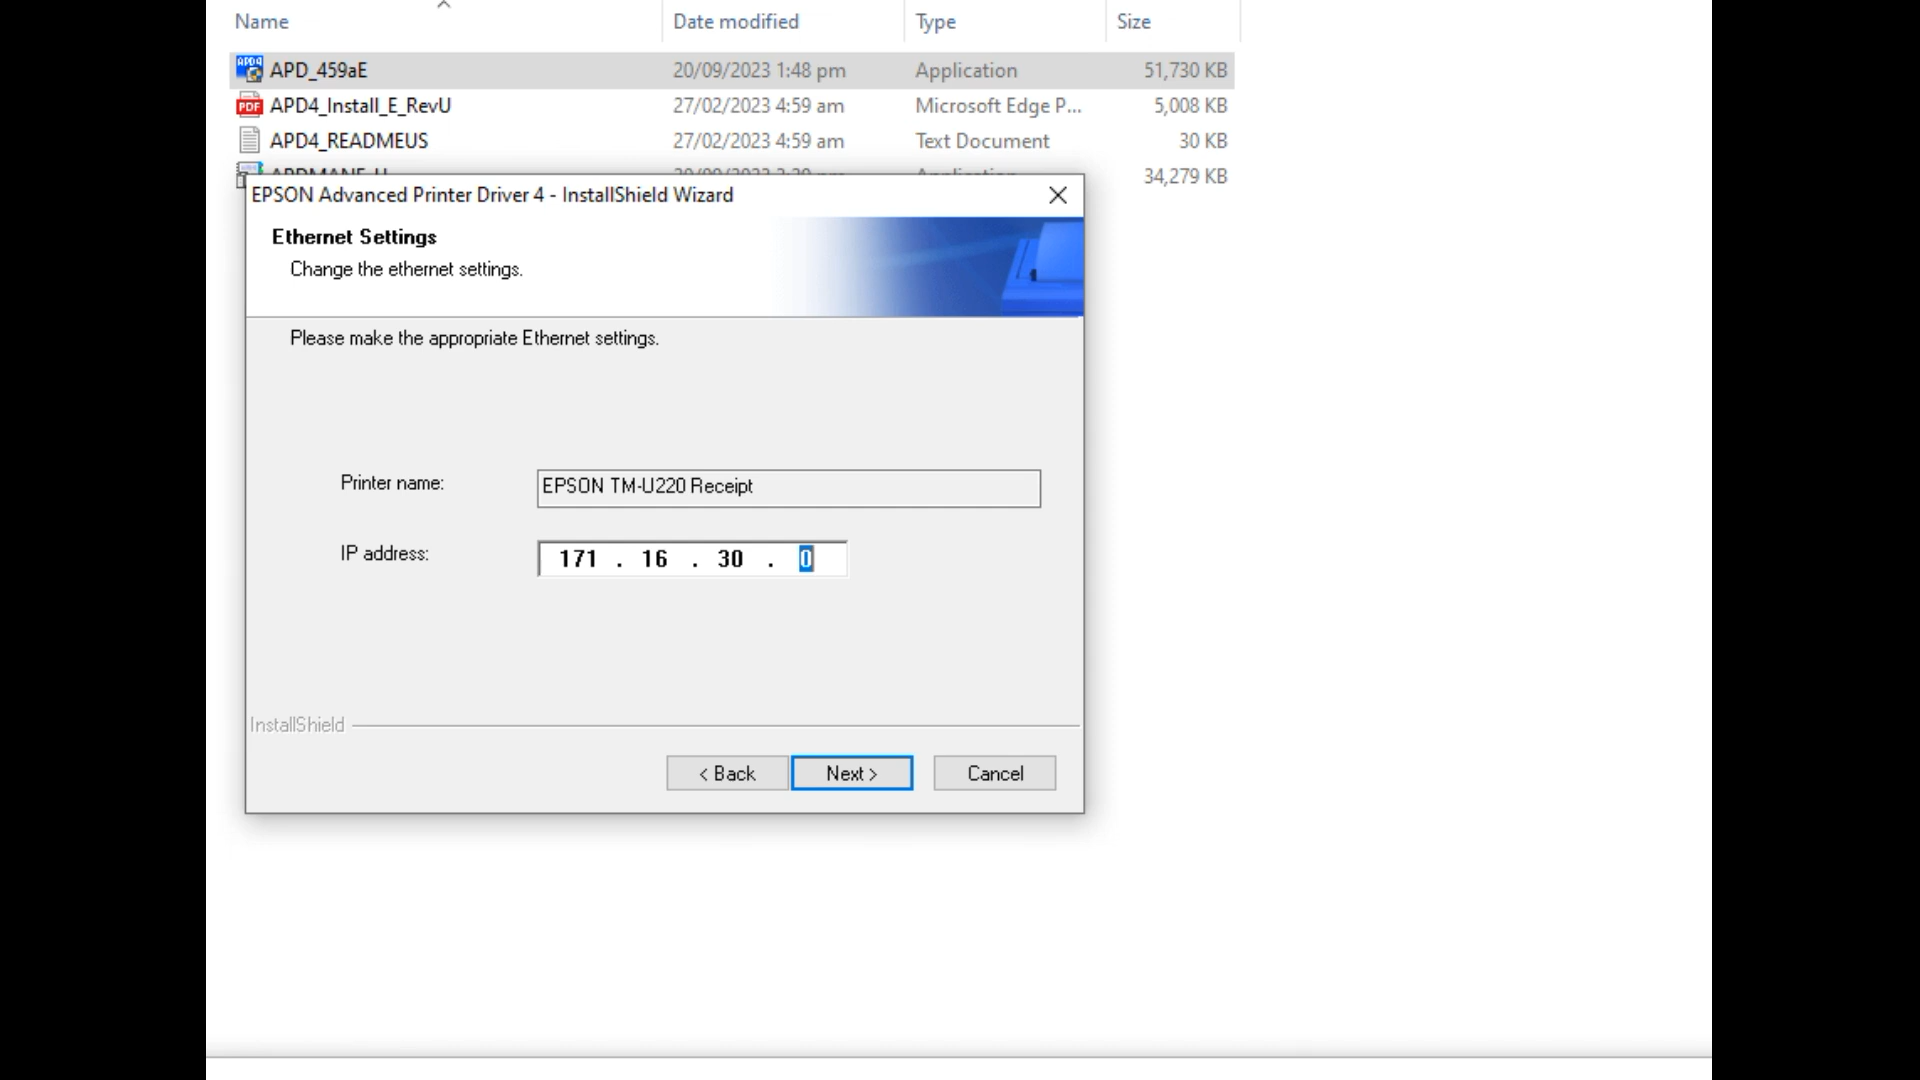 Name Date modified Type Size
APD_459aE 20/09/2023 1:48 pm Application 51,730 KB
APD4_Install_E_RevU 27/02/2023 4:59 am Microsoft Edge P... 5,008 KB
APD4_READMEUS 27/02/2023 4:59 am Text Document 30 KB
34,279 KB
EPSON Advanced Printer Driver 4 - InstallShield Wizard
Ethernet Settings
Change the ethernet settings.
Please make the appropriate Ethernet settings.
Printer name: EPSON TM-U220 Receipt
IP address: 171 . 16 . 30 . 0
InstallShield
< Back Next > Cancel